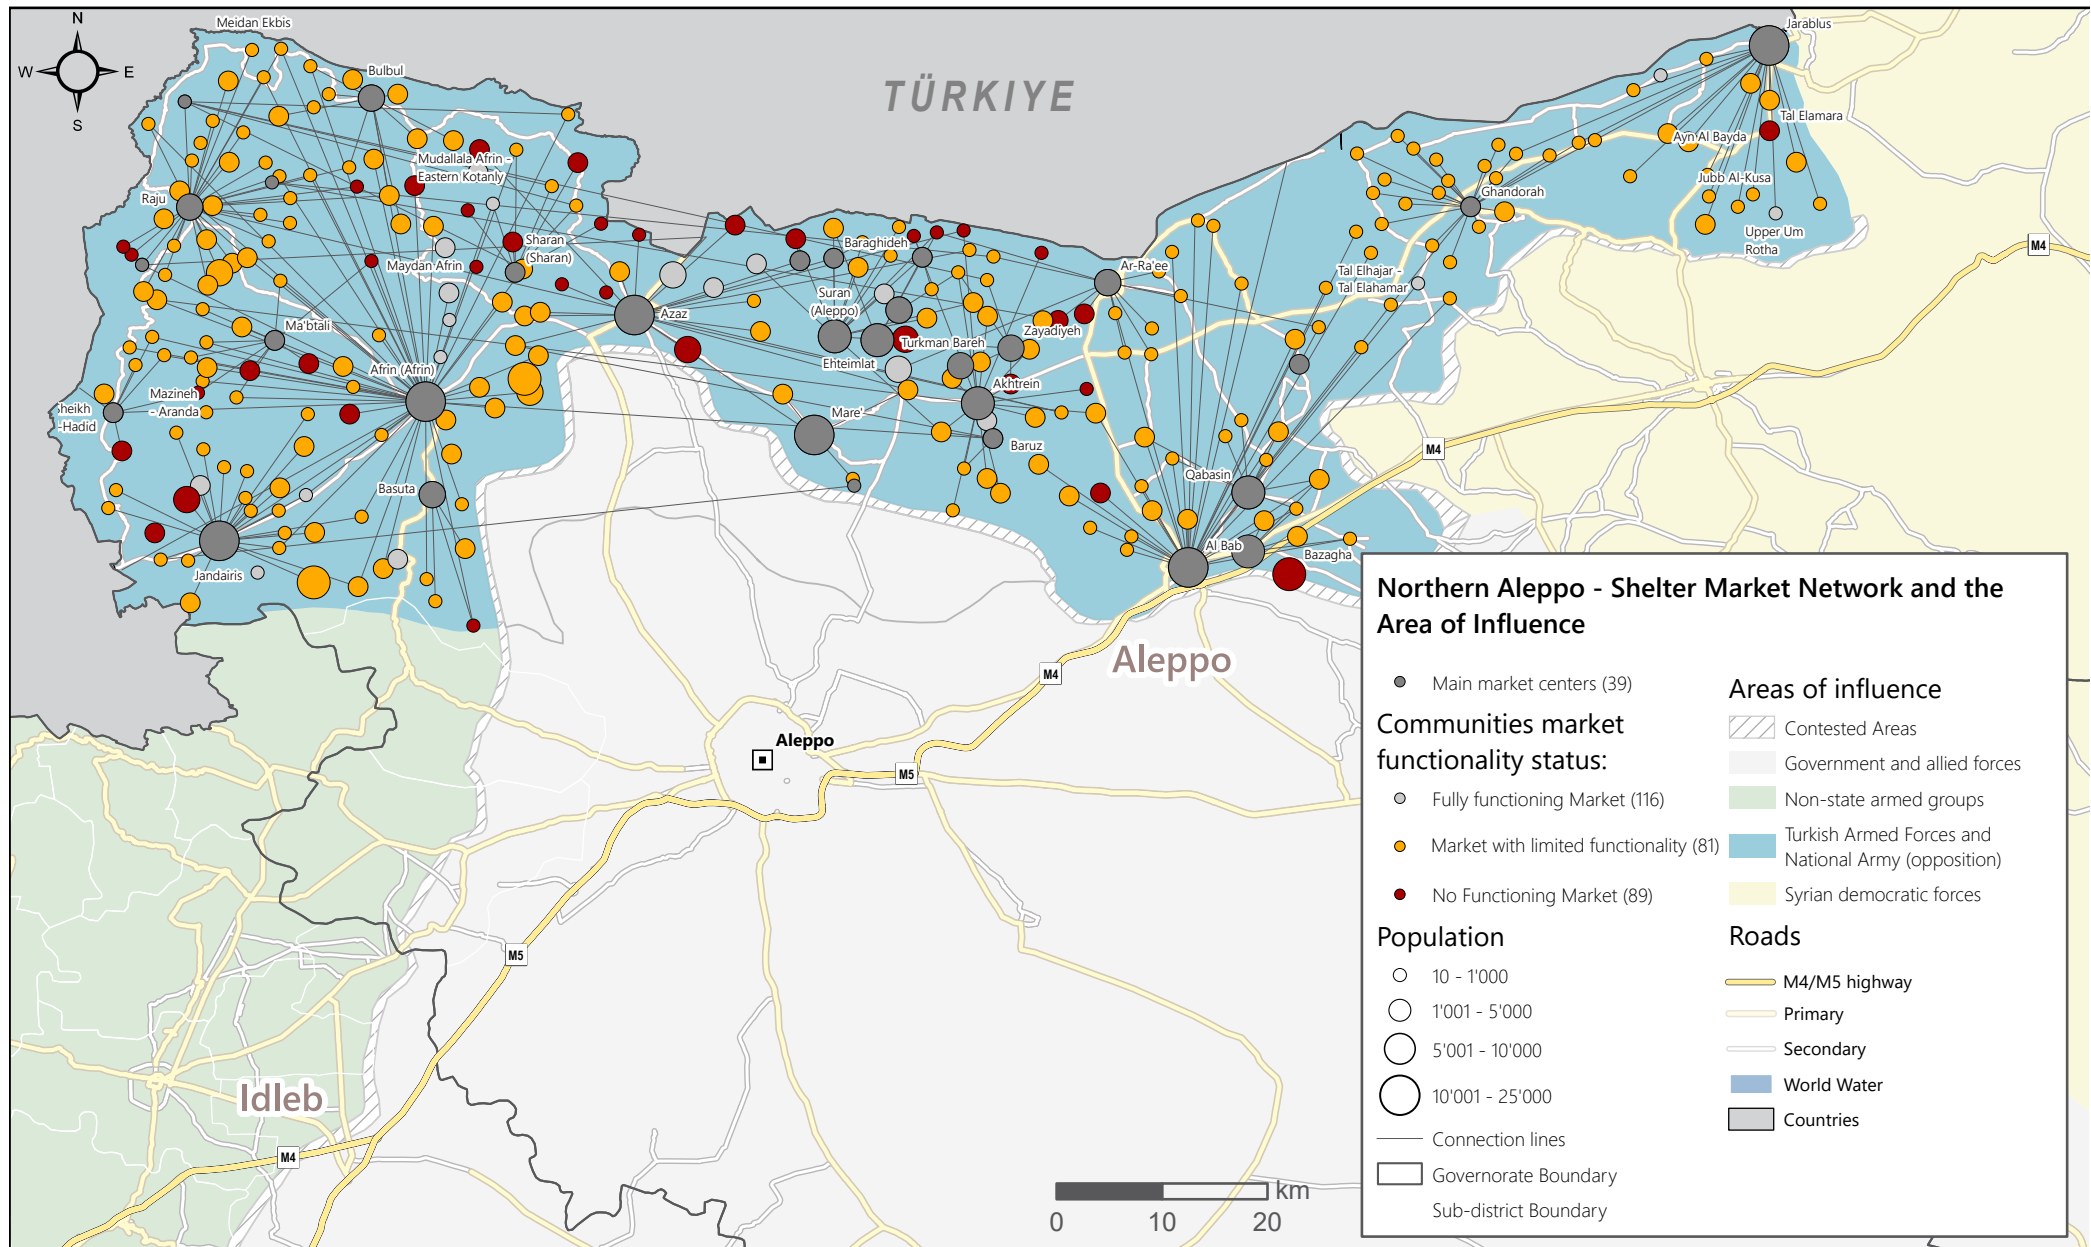 N
W
E
S
Meidan Ekbis
Bulbul
TÜRKIYE
Jarablus
Tal Elamara
Ayn Al Bayda
Mudallala Afrin -
Eastern Kotanly
Jubb Al-Kusa
Raju
Ghandorah
Upper Um
Rotha
Sharan
(Sharan)
Baraghideh
Maydan Afrin
Ar-Ra'ee
Tal Elhajar -
Tal Elahamar
M4
Suran
(Aleppo)
Azaz
Ma'btali
Zayadiyeh
Turkman Bareh
Ehteimlat
Afrin (Afrin)
Akhtrein
Mazineh
- Aranda
Sheikh
-Hadid
Mare'
Baruz
M4
Qabasin
Basuta
Al Bab
Bazagha
Jandairis
Aleppo
M4
Aleppo
M5
M5
Idleb
M4
km
0 10 20
Northern Aleppo - Shelter Market Network and the
Area of Influence
Main market centers (39)
Communities market
functionality status:
Fully functioning Market (116)
Market with limited functionality (81)
No Functioning Market (89)
Population
10 - 1'000
1'001 - 5'000
5'001 - 10'000
10'001 - 25'000
Connection lines
Governorate Boundary
Sub-district Boundary
Areas of influence
Contested Areas
Government and allied forces
Non-state armed groups
Turkish Armed Forces and
National Army (opposition)
Syrian democratic forces
Roads
M4/M5 highway
Primary
Secondary
World Water
Countries